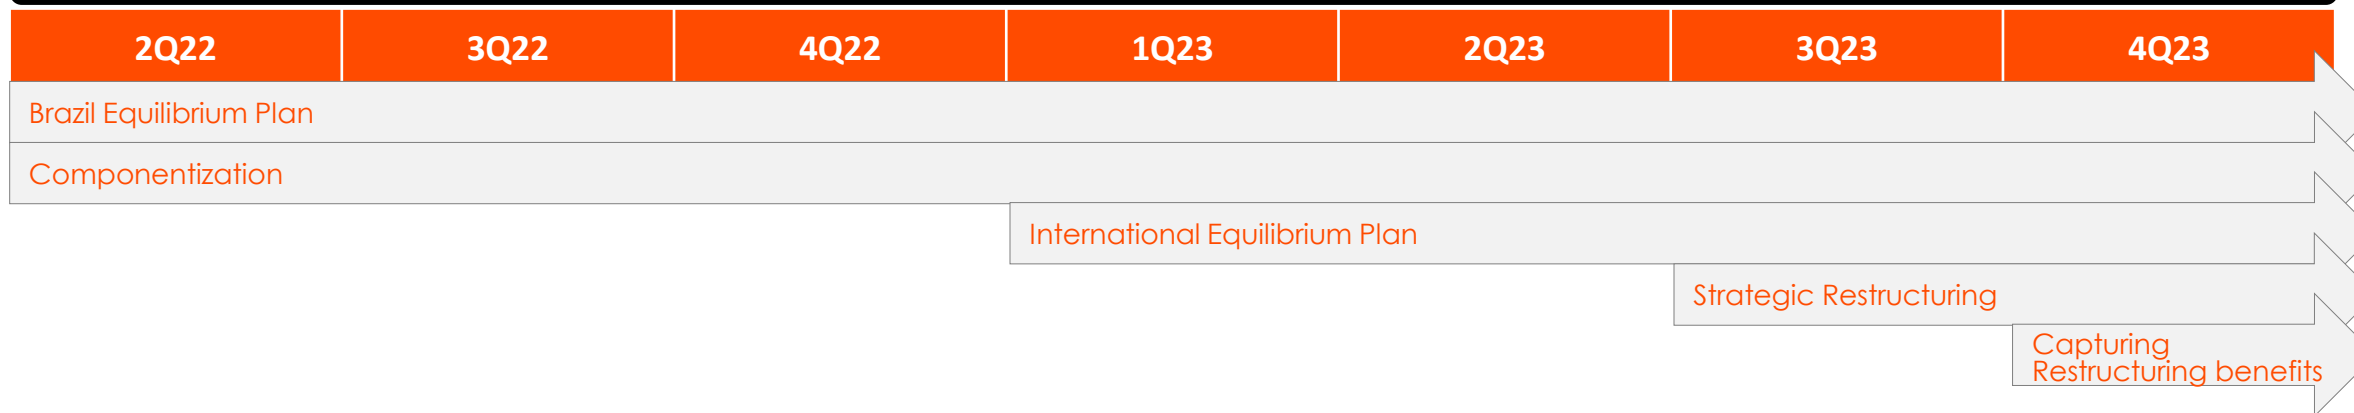 2Q22 3Q22 4Q22 1Q23 2Q23 3Q23 4Q23
Brazil Equilibrium Plan
Componentization
International Equilibrium Plan
Strategic Restructuring
Capturing
Restructuring benefits